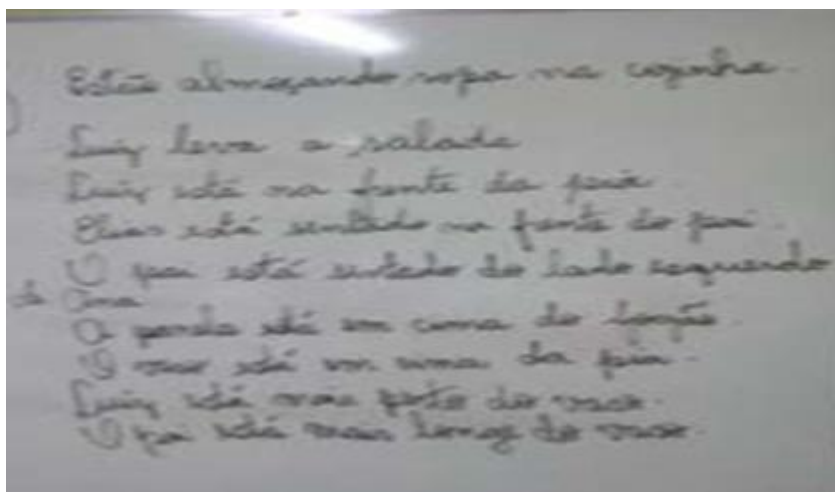 Estão almoçando sopa na cozinha.
Luiz leva a salada
Luiz está na frente da pia.
Elias está sentado na frente do pai.
O pai está sentado do lado esquerdo
da Ana
A panela está em cima do fogão.
O vaso está em cima da pia.
Luiz está mais perto do vaso.
O pai está mais longe do vaso.